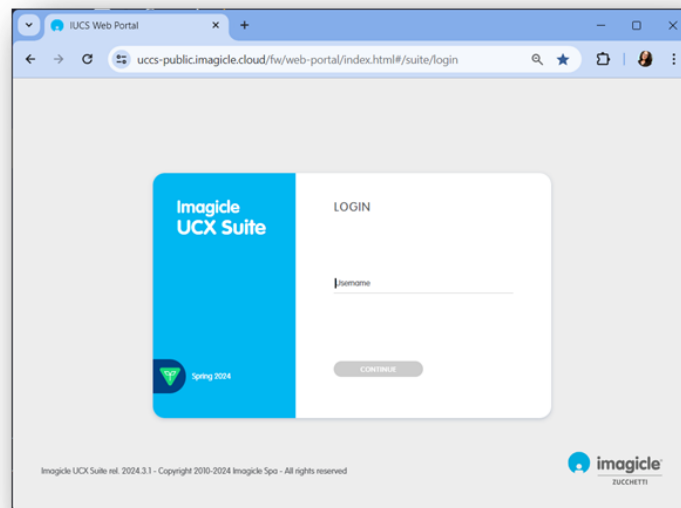 IUCS Web Portal
uccs-public.imagicle.cloud/fw/web-portal/index.html#/suite/login
Imagicle
UCX Suite
LOGIN
Username
CONTINUE
Spring 2024
Imagicle UCX Suite rel. 2024.3.1 - Copyright 2010-2024 Imagicle Spa - All rights reserved
imagicle
ZUCCHETTI